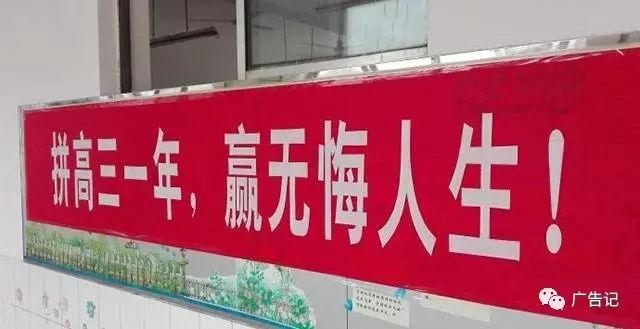 拼高三一年，赢无悔人生！
广告记